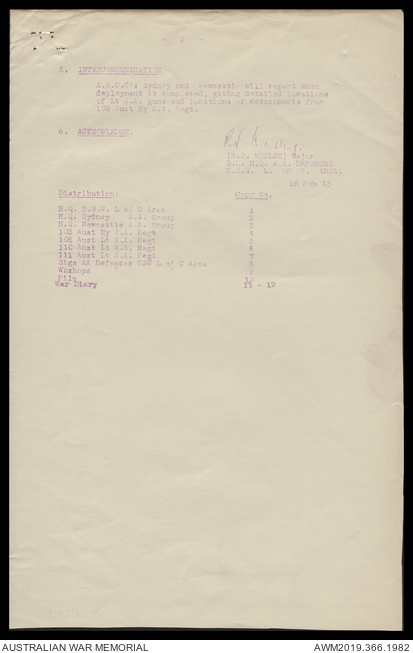 - 2 -
5. INTERCOMMUNICATION
A.A.D.C's Sydney and Newcastle will report when
deployment is completed, giving detailed locations
of Lt A.A. guns and locations of detachments from
103 Aust Hy A.A. Regt.
6. ACKNOWLEDGE.
Major
A.A. DEFENCES
L. OF C. AREA.
Feb 43
Distribution: Copy No.
H.Q. N.S.W. L of C Area 1
H.Q. Sydney A.A. Group 2
H.Q. Newcastle A.A. Group 3
103 Aust Hy A.A. Regt 4
108 Aust Lt A.A. Regt 5
110 Aust Lt A.A. Regt 6
111 Aust Lt A.A. Regt 7
Sigs AA Defences NSW L of C Area 8
Wkshops 9
File 10
War Diary 11 - 12
AUSTRALIAN WAR MEMORIAL
AWM2019.366.1982